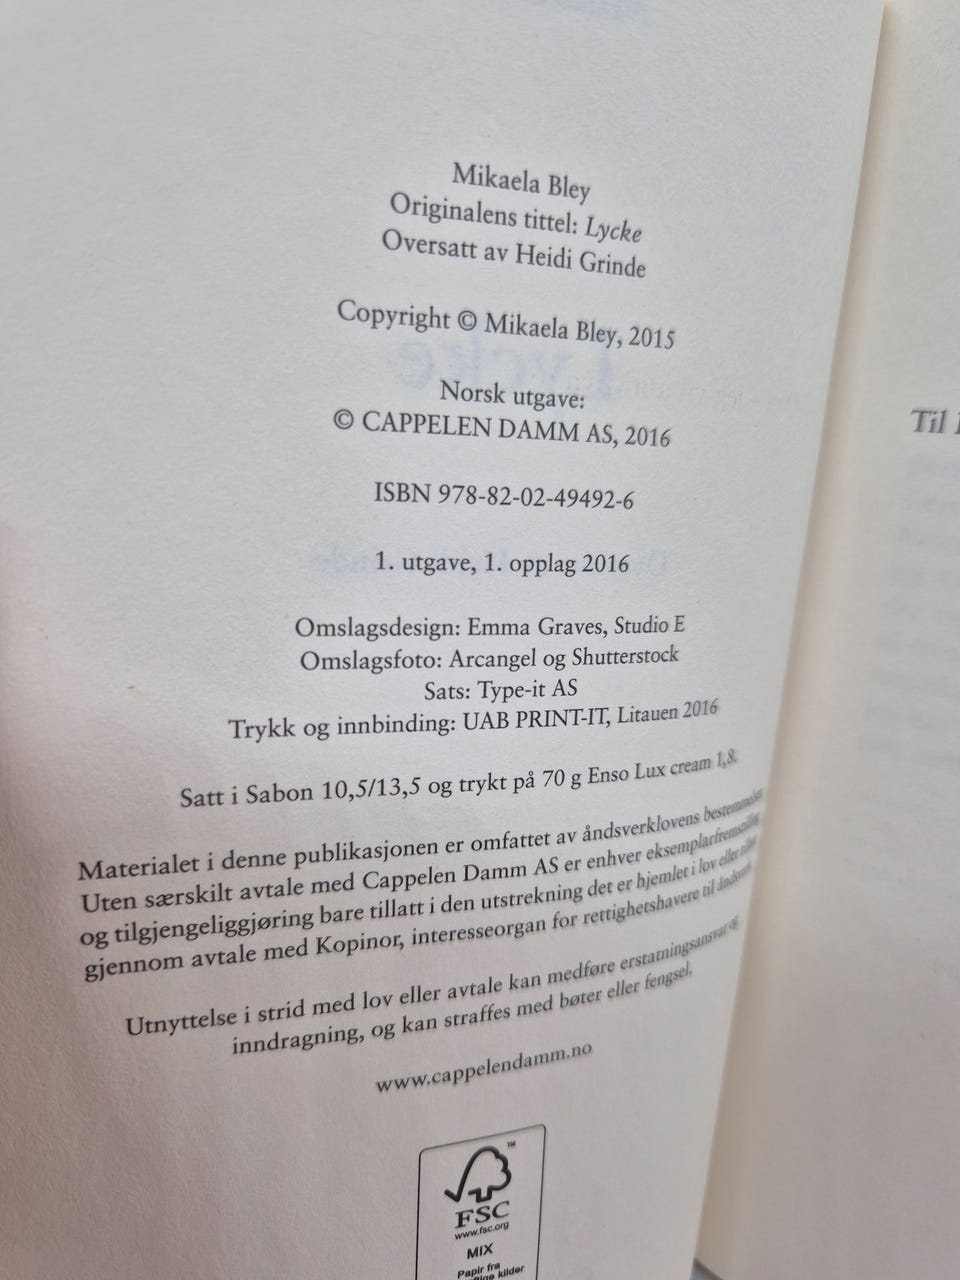 Mikaela Bley
Originalens tittel: Lycke
Oversatt av Heidi Grinde
Copyright © Mikaela Bley, 2015
Norsk utgave:
© CAPPELEN DAMM AS, 2016
ISBN 978-82-02-49492-6
1. utgave, 1. opplag 2016
Omslagsdesign: Emma Graves, Studio E
Omslagsfoto: Arcangel og Shutterstock
Sats: Type-it AS
Trykk og innbinding: UAB PRINT-IT, Litauen 2016
Satt i Sabon 10,5/13,5 og trykt på 70 g Enso Lux cream 1,8.
Materialet i denne publikasjonen er omfattet av åndsverklovens bestemmelser.
Uten særskilt avtale med Cappelen Damm AS er enhver eksemplarfremstilling
og tilgjengeliggjøring bare tillatt i den utstrekning det er hjemlet i lov eller tillatt
gjennom avtale med Kopinor, interesseorgan for rettighetshavere til åndsverk.
Utnyttelse i strid med lov eller avtale kan medføre erstatningsansvar og
inndragning, og kan straffes med bøter eller fengsel.
www.cappelendamm.no
™
FSC
www.fsc.org
MIX
Papir fra
kilder
Til